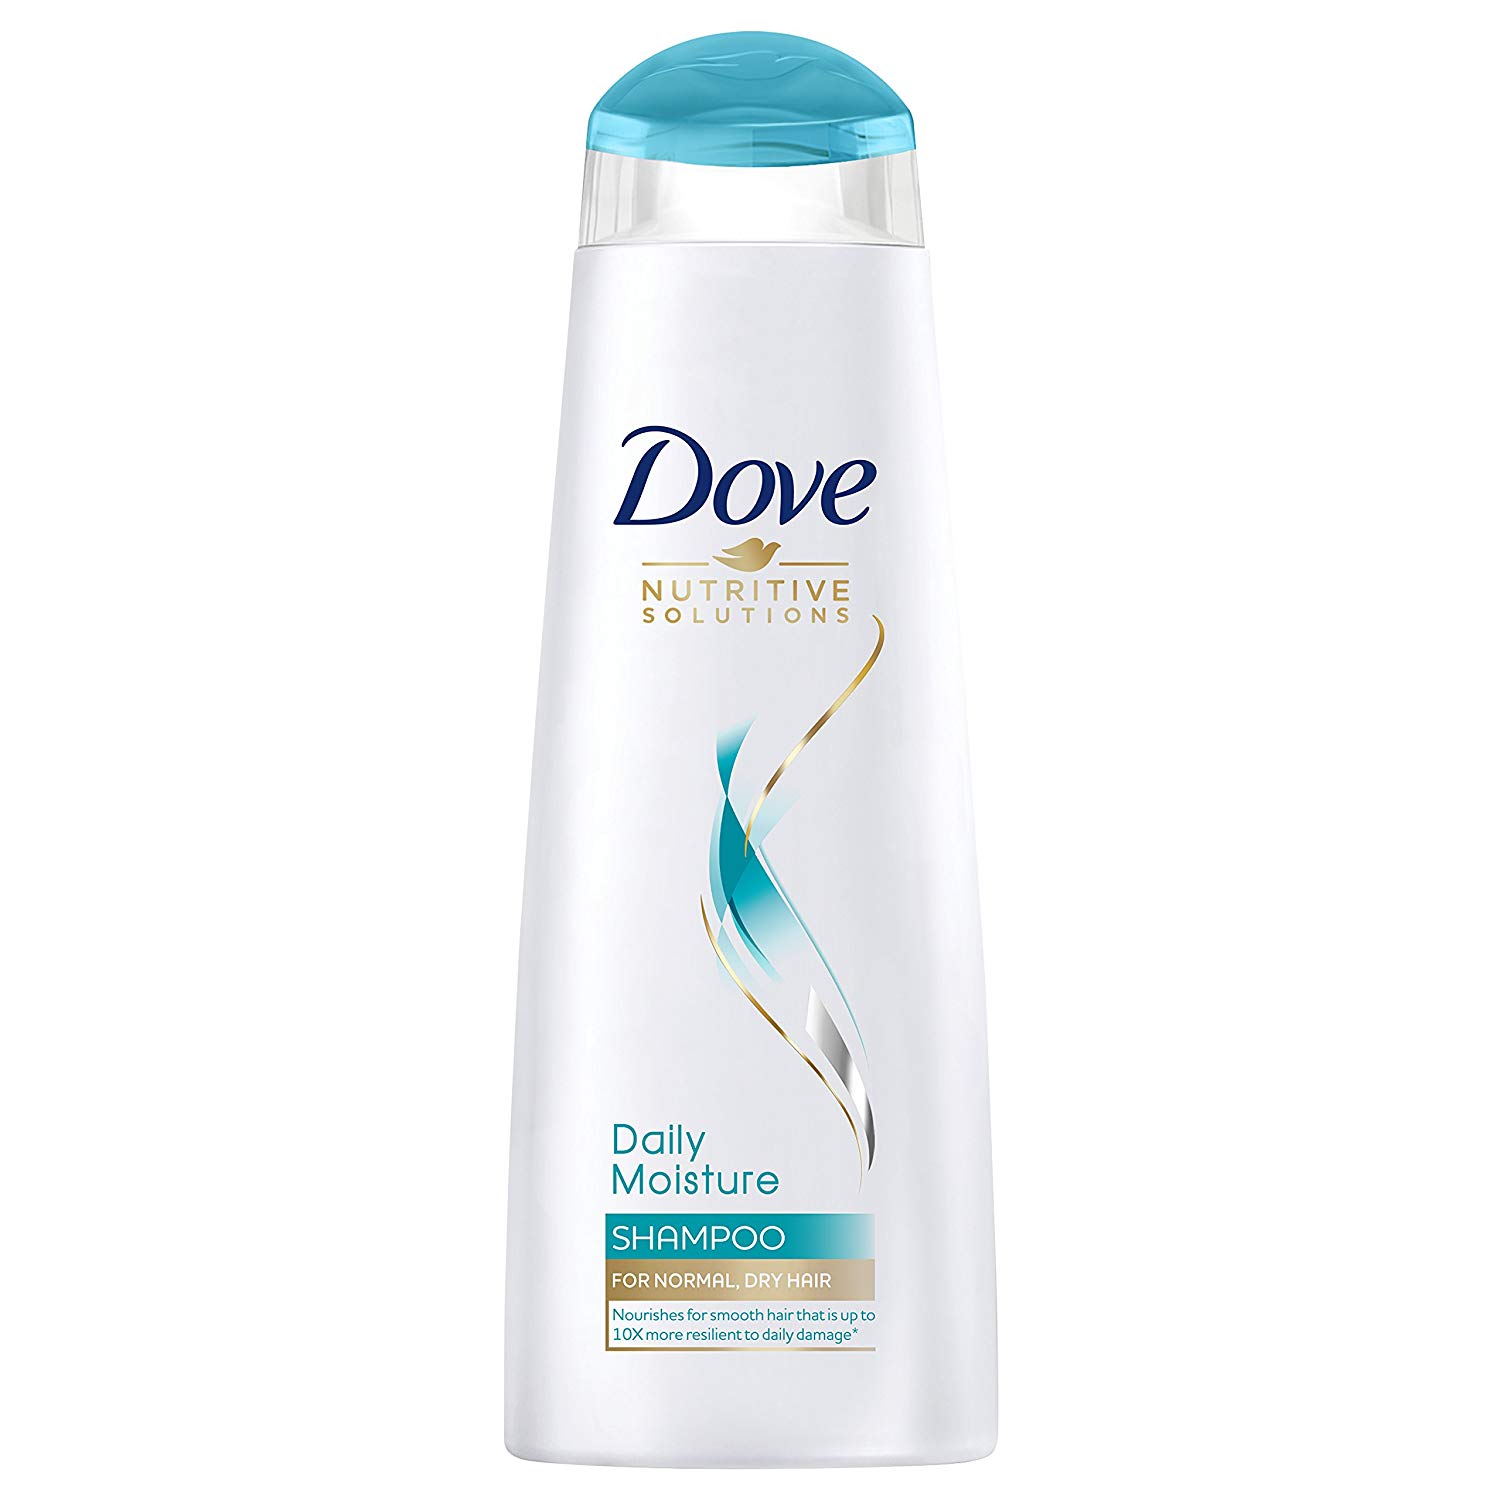 Dove
NUTRITIVE
SOLUTIONS
Daily
Moisture
SHAMPOO
FOR NORMAL, DRY HAIR
Nourishes for smooth hair that is up to
10X more resilient to daily damage*